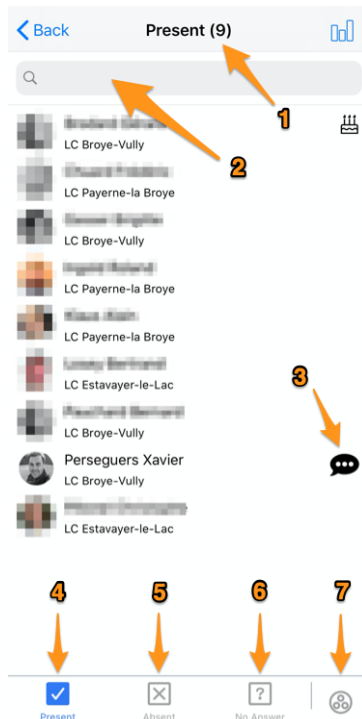 Back
Present (9)
1
2
LC Broye-Vully
LC Payerne-la Broye
LC Broye-Vully
LC Payerne-la Broye
LC Payerne-la Broye
LC Estavayer-le-Lac
3
LC Broye-Vully
Perseguers Xavier
LC Broye-Vully
LC Estavayer-le-Lac
4
5
6
7
?
Present
Absent
No Answer